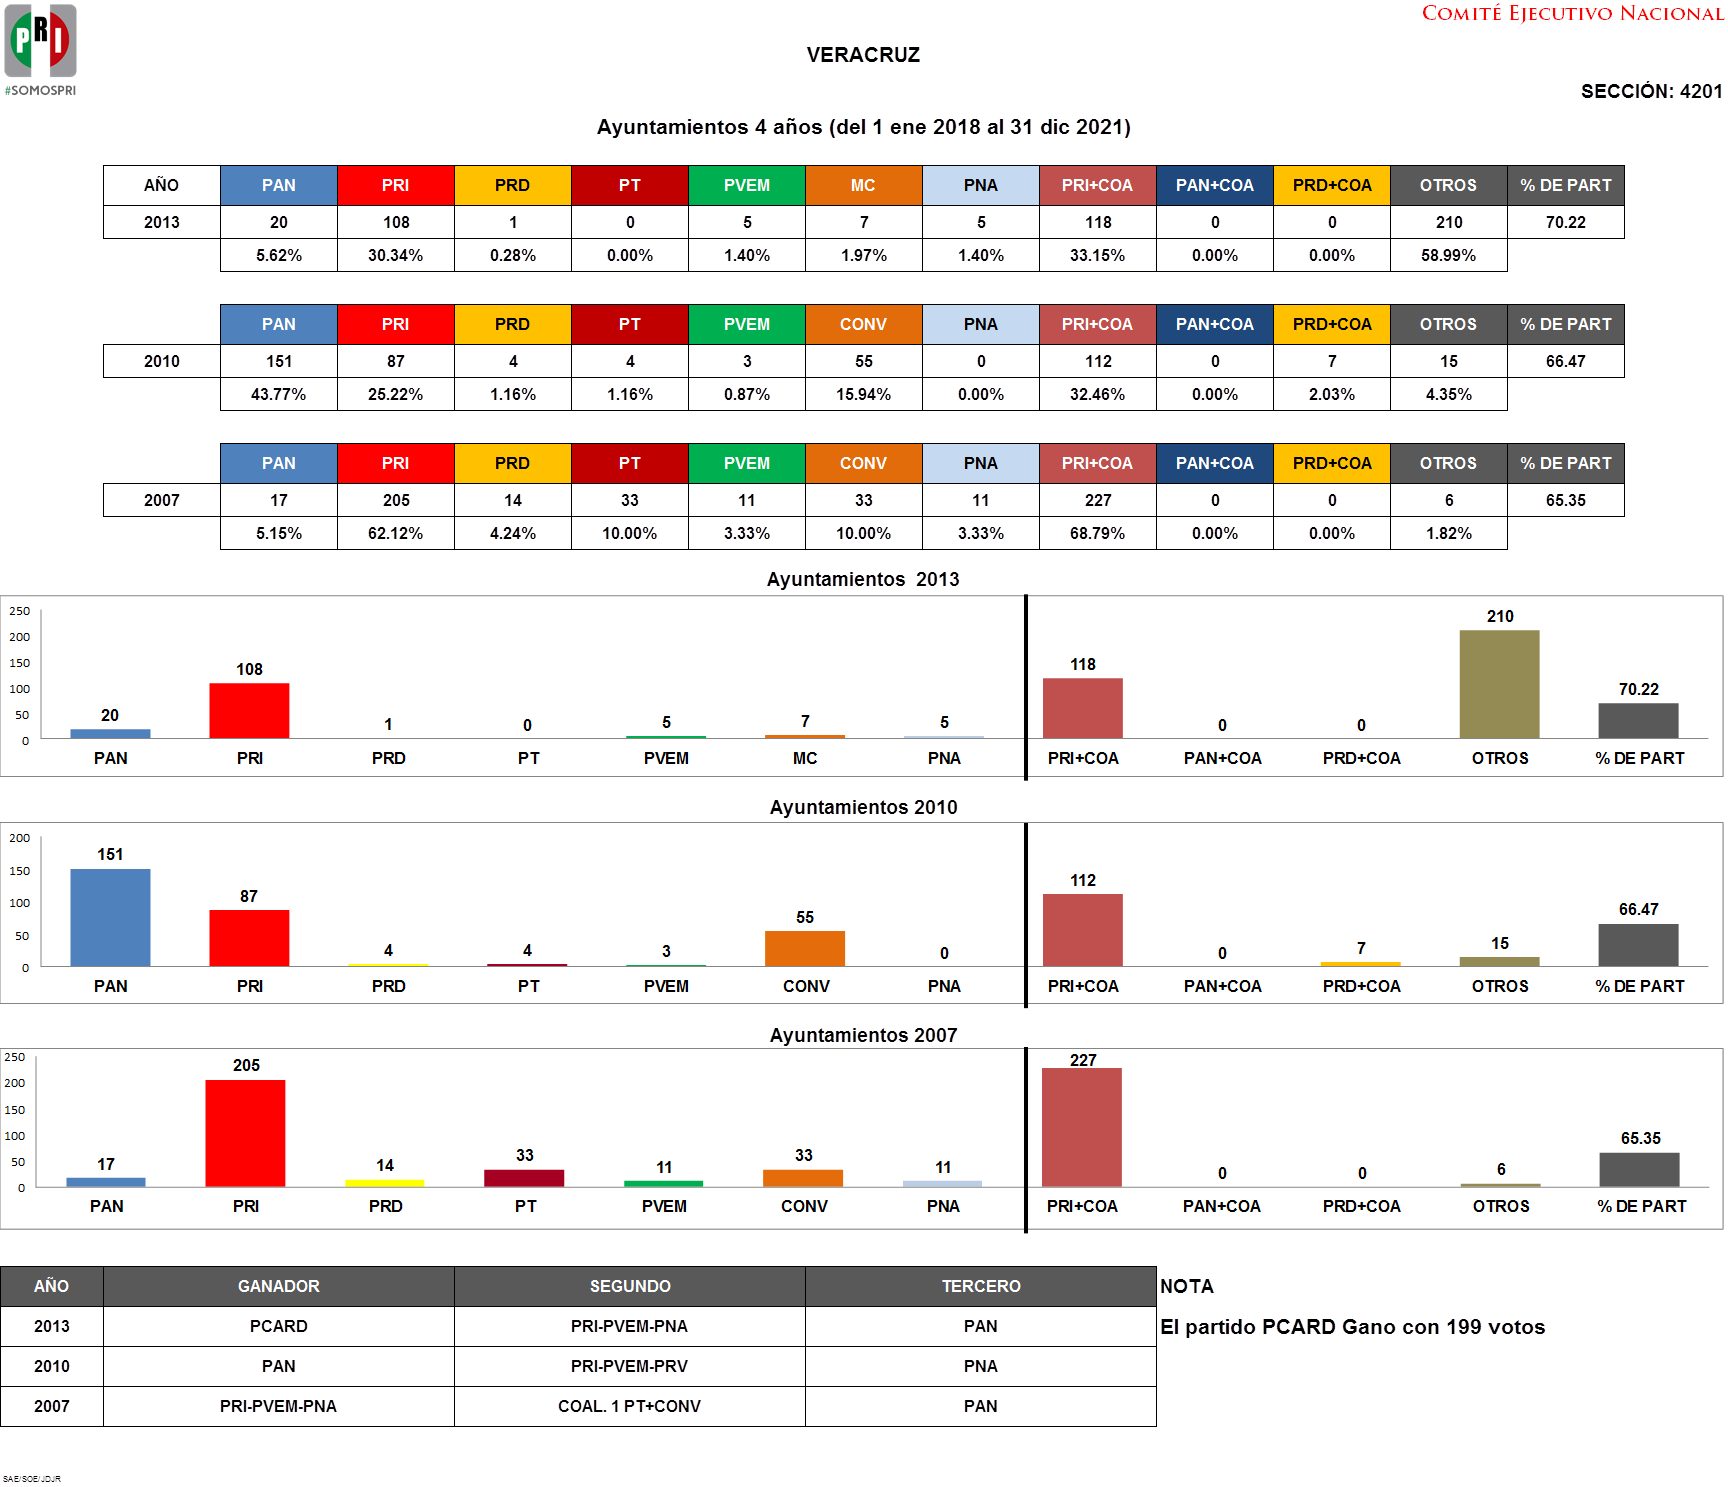 PRI
#SOMOSPRI
COMITÉ EJECUTIVO NACIONAL
VERACRUZ
SECCIÓN: 4201
Ayuntamientos 4 años (del 1 ene 2018 al 31 dic 2021)
AÑO PAN PRI PRD PT PVEM MC PNA PRI+COA PAN+COA PRD+COA OTROS % DE PART
2013 20 108 1 0 5 7 5 118 0 0 210 70.22
5.62% 30.34% 0.28% 0.00% 1.40% 1.97% 1.40% 33.15% 0.00% 0.00% 58.99%
PAN PRI PRD PT PVEM CONV PNA PRI+COA PAN+COA PRD+COA OTROS % DE PART
2010 151 87 4 4 3 55 0 112 0 7 15 66.47
43.77% 25.22% 1.16% 1.16% 0.87% 15.94% 0.00% 32.46% 0.00% 2.03% 4.35%
PAN PRI PRD PT PVEM CONV PNA PRI+COA PAN+COA PRD+COA OTROS % DE PART
2007 17 205 14 33 11 33 11 227 0 0 6 65.35
5.15% 62.12% 4.24% 10.00% 3.33% 10.00% 3.33% 68.79% 0.00% 0.00% 1.82%
Ayuntamientos 2013
250
200
150
100
50
0
20 108 1 0 5 7 5 118 0 0 210 70.22
PAN PRI PRD PT PVEM MC PNA PRI+COA PAN+COA PRD+COA OTROS % DE PART
Ayuntamientos 2010
200
150
100
50
0
151 87 4 4 3 55 0 112 0 7 15 66.47
PAN PRI PRD PT PVEM CONV PNA PRI+COA PAN+COA PRD+COA OTROS % DE PART
Ayuntamientos 2007
250
200
150
100
50
0
17 205 14 33 11 33 11 227 0 0 6 65.35
PAN PRI PRD PT PVEM CONV PNA PRI+COA PAN+COA PRD+COA OTROS % DE PART
AÑO GANADOR SEGUNDO TERCERO NOTA
2013 PCARD PRI-PVEM-PNA PAN El partido PCARD Gano con 199 votos
2010 PAN PRI-PVEM-PRV PNA
2007 PRI-PVEM-PNA COAL. 1 PT+CONV PAN
SAE/SOE/JDJR